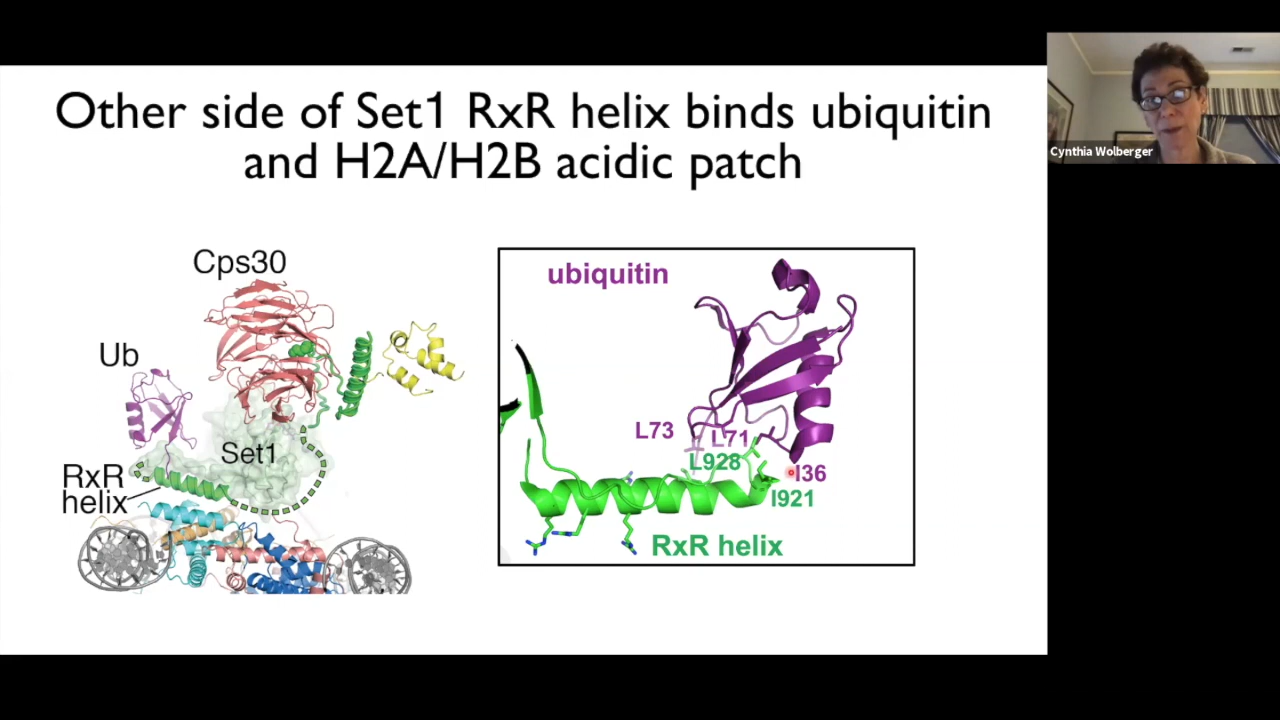 Other side of Set1 RxR helix binds ubiquitin
and H2A/H2B acidic patch
Cynthia Wolberger
Cps30
Ub
Set1
RxR
helix
ubiquitin
L73
L71
L928
I36
I921
RxR helix